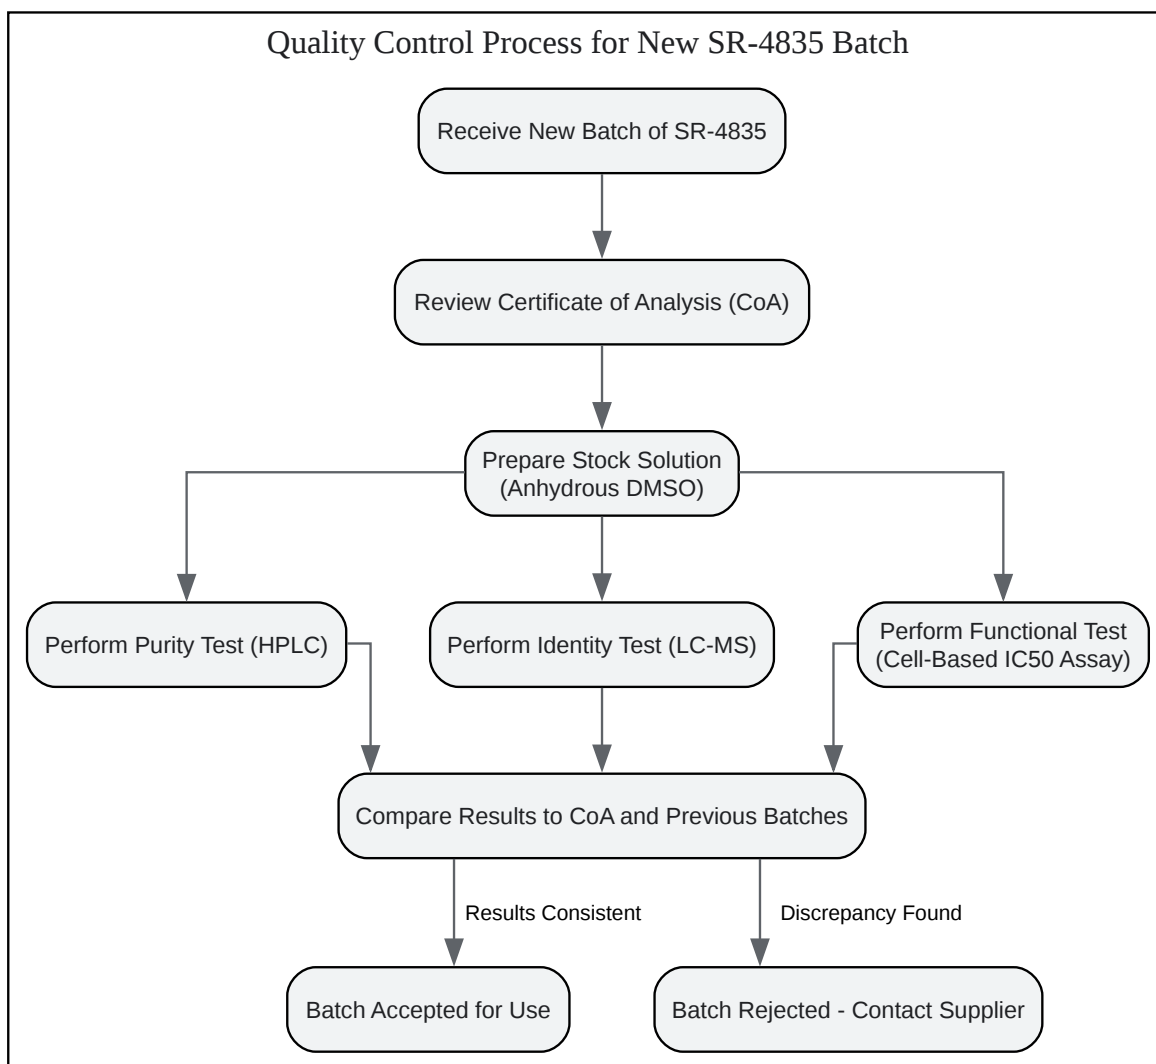 Quality Control Process for New SR-4835 Batch
Receive New Batch of SR-4835
Review Certificate of Analysis (CoA)
Prepare Stock Solution
(Anhydrous DMSO)
Perform Purity Test (HPLC)
Perform Identity Test (LC-MS)
Perform Functional Test
(Cell-Based IC50 Assay)
Compare Results to CoA and Previous Batches
Results Consistent
Discrepancy Found
Batch Accepted for Use
Batch Rejected - Contact Supplier